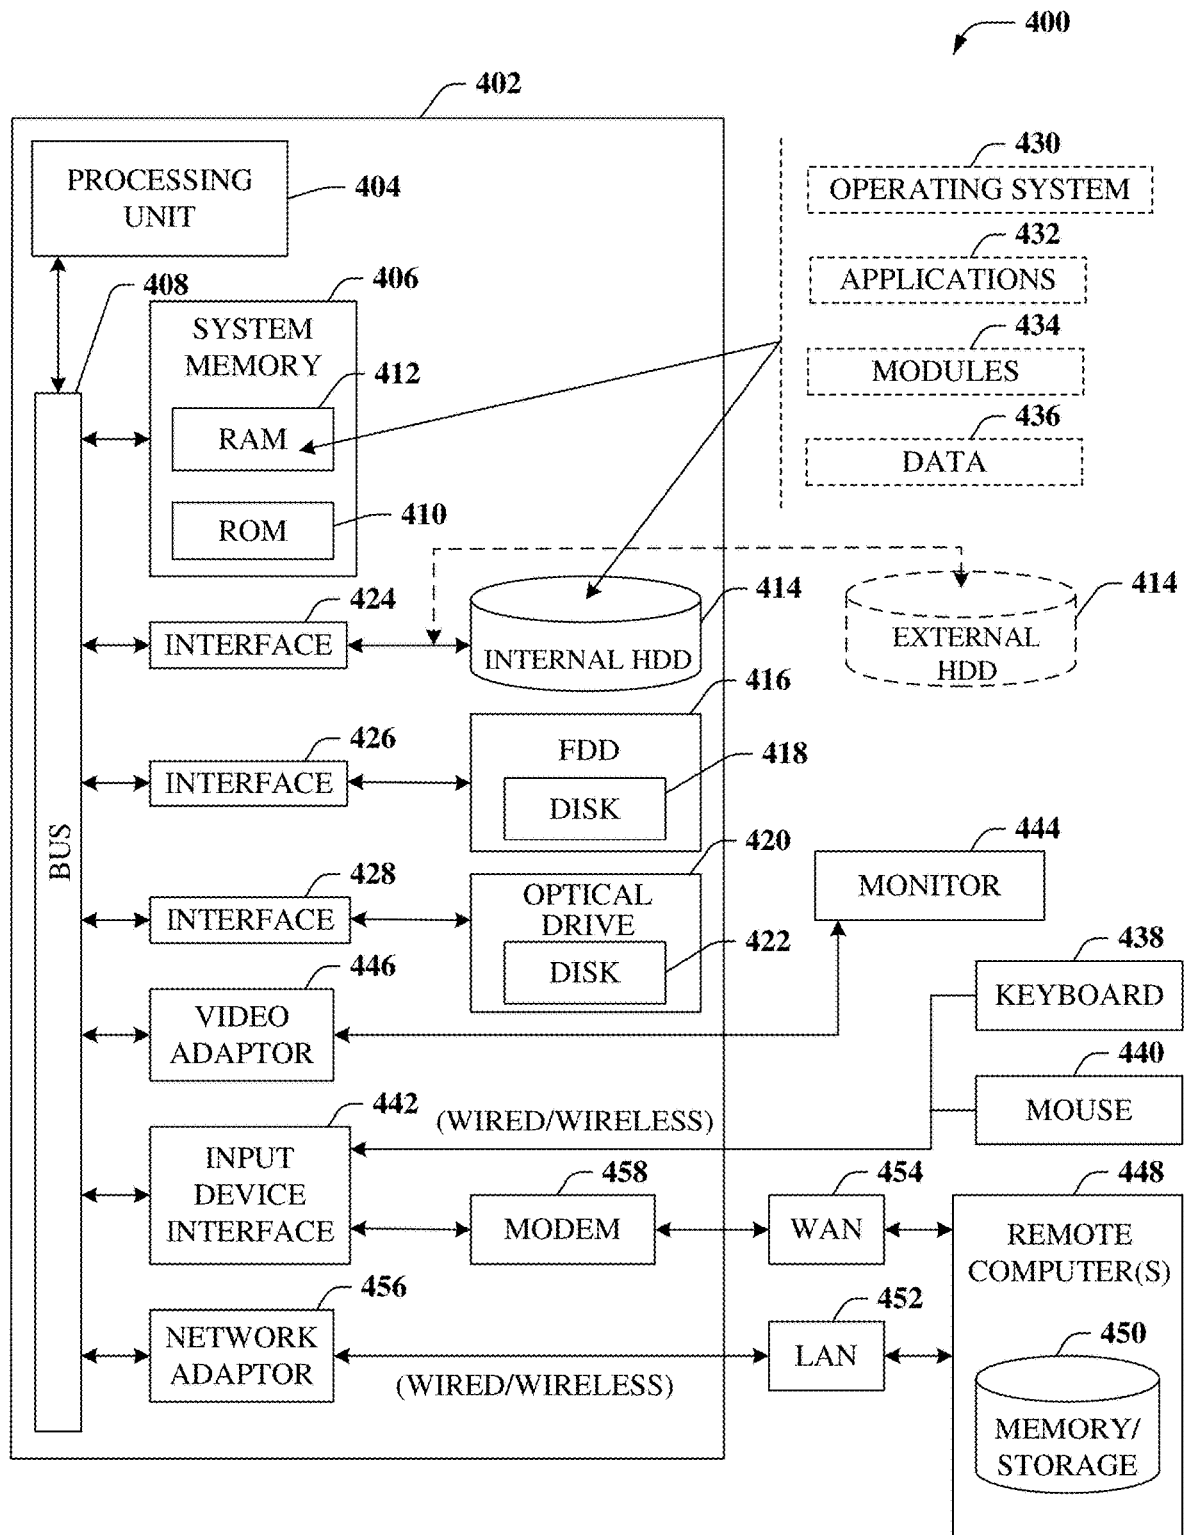 400
402
PROCESSING
UNIT
404
430
OPERATING SYSTEM
432
APPLICATIONS
434
MODULES
436
DATA
408
406
SYSTEM
MEMORY
412
RAM
410
ROM
424
INTERFACE
414
INTERNAL HDD
414
EXTERNAL
HDD
426
INTERFACE
416
FDD
418
DISK
BUS
428
INTERFACE
420
OPTICAL
DRIVE
422
DISK
444
MONITOR
446
VIDEO
ADAPTOR
438
KEYBOARD
440
MOUSE
442
(WIRED/WIRELESS)
INPUT
DEVICE
INTERFACE
458
MODEM
454
WAN
448
REMOTE
COMPUTER(S)
456
NETWORK
ADAPTOR
(WIRED/WIRELESS)
452
LAN
450
MEMORY/
STORAGE